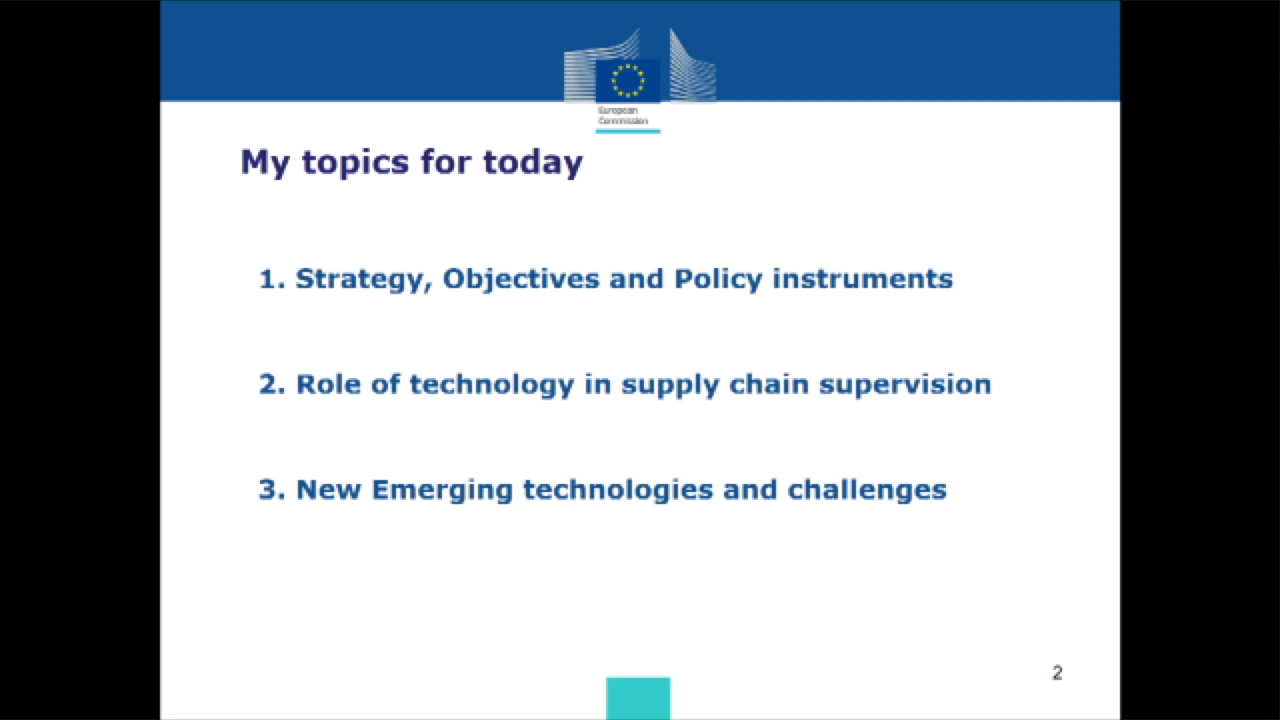 European
Commission
My topics for today
1. Strategy, Objectives and Policy instruments
2. Role of technology in supply chain supervision
3. New Emerging technologies and challenges
2